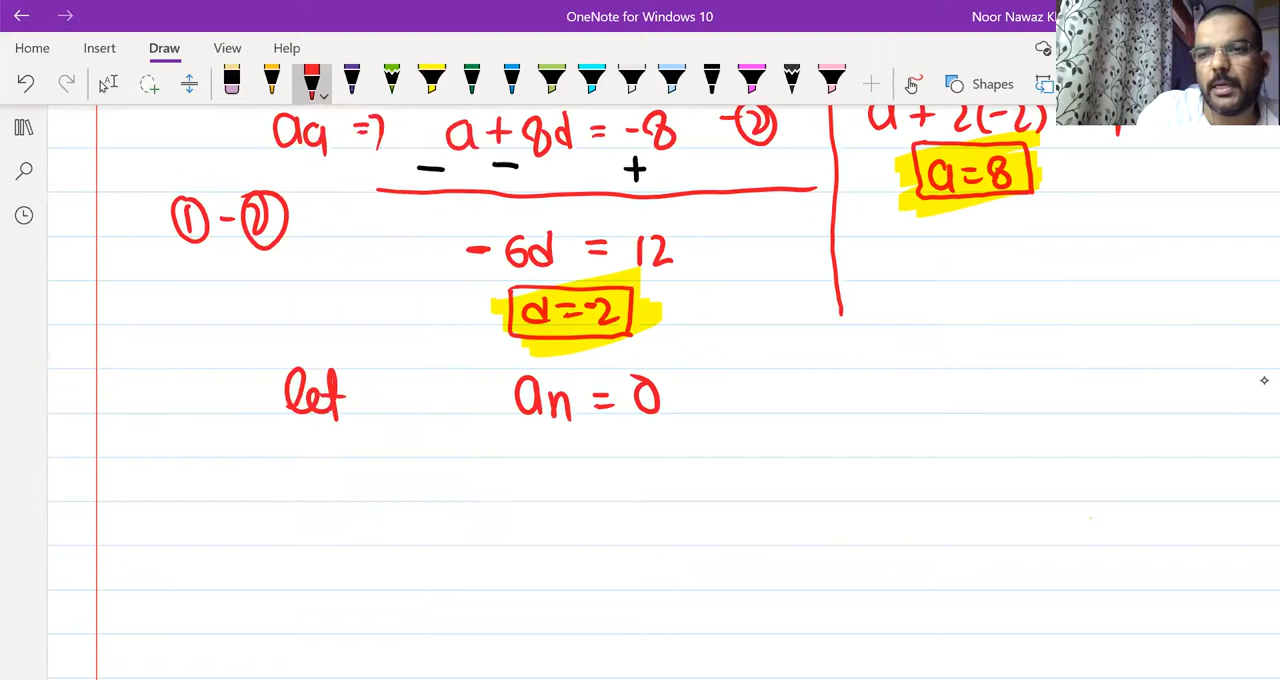 OneNote for Windows 10
Noor Nawaz K
Home Insert Draw View Help
Shapes
a9 => a + 8d = -8 -②
- - +
① - ②
- 6d = 12
d = -2
let an = 0
a + 2(-2)
a = 8